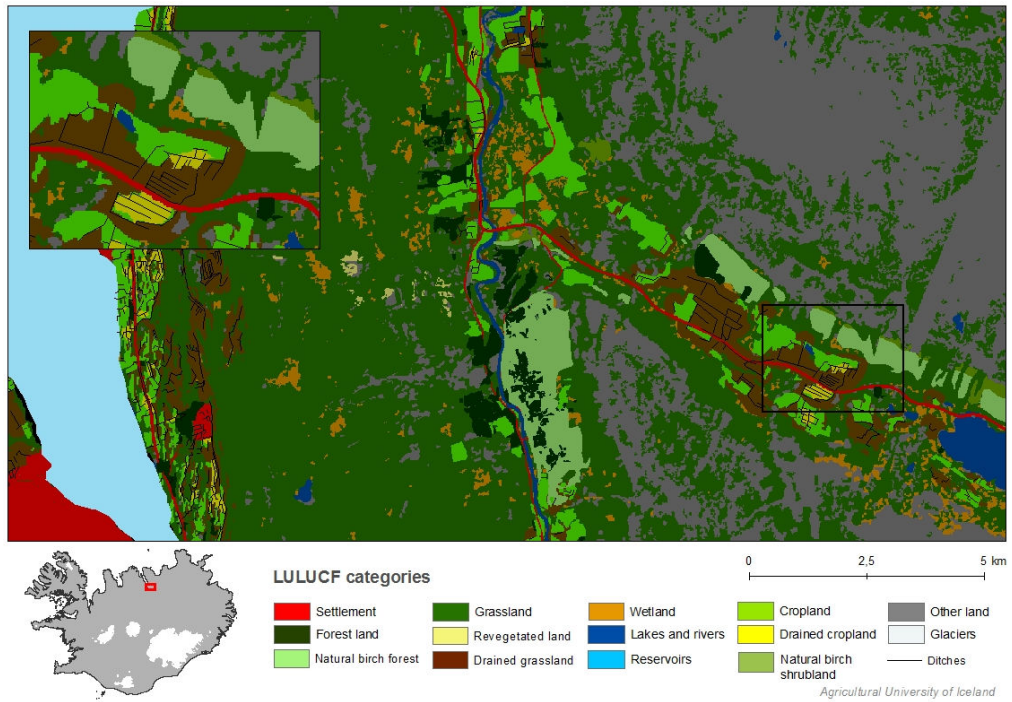 LULUCF categories
0 2,5 5 km
Settlement
Grassland
Wetland
Cropland
Other land
Forest land
Revegetated land
Lakes and rivers
Drained cropland
Glaciers
Natural birch forest
Drained grassland
Reservoirs
Natural birch
shrubland
Ditches
Agricultural University of Iceland